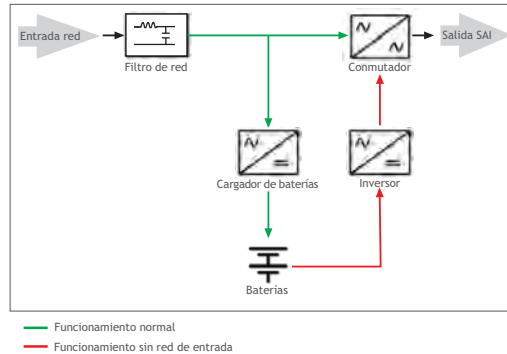 Entrada red
Filtro de red
Conmutador
Salida SAI
Cargador de baterías
Inversor
Baterías
Funcionamiento normal
Funcionamiento sin red de entrada